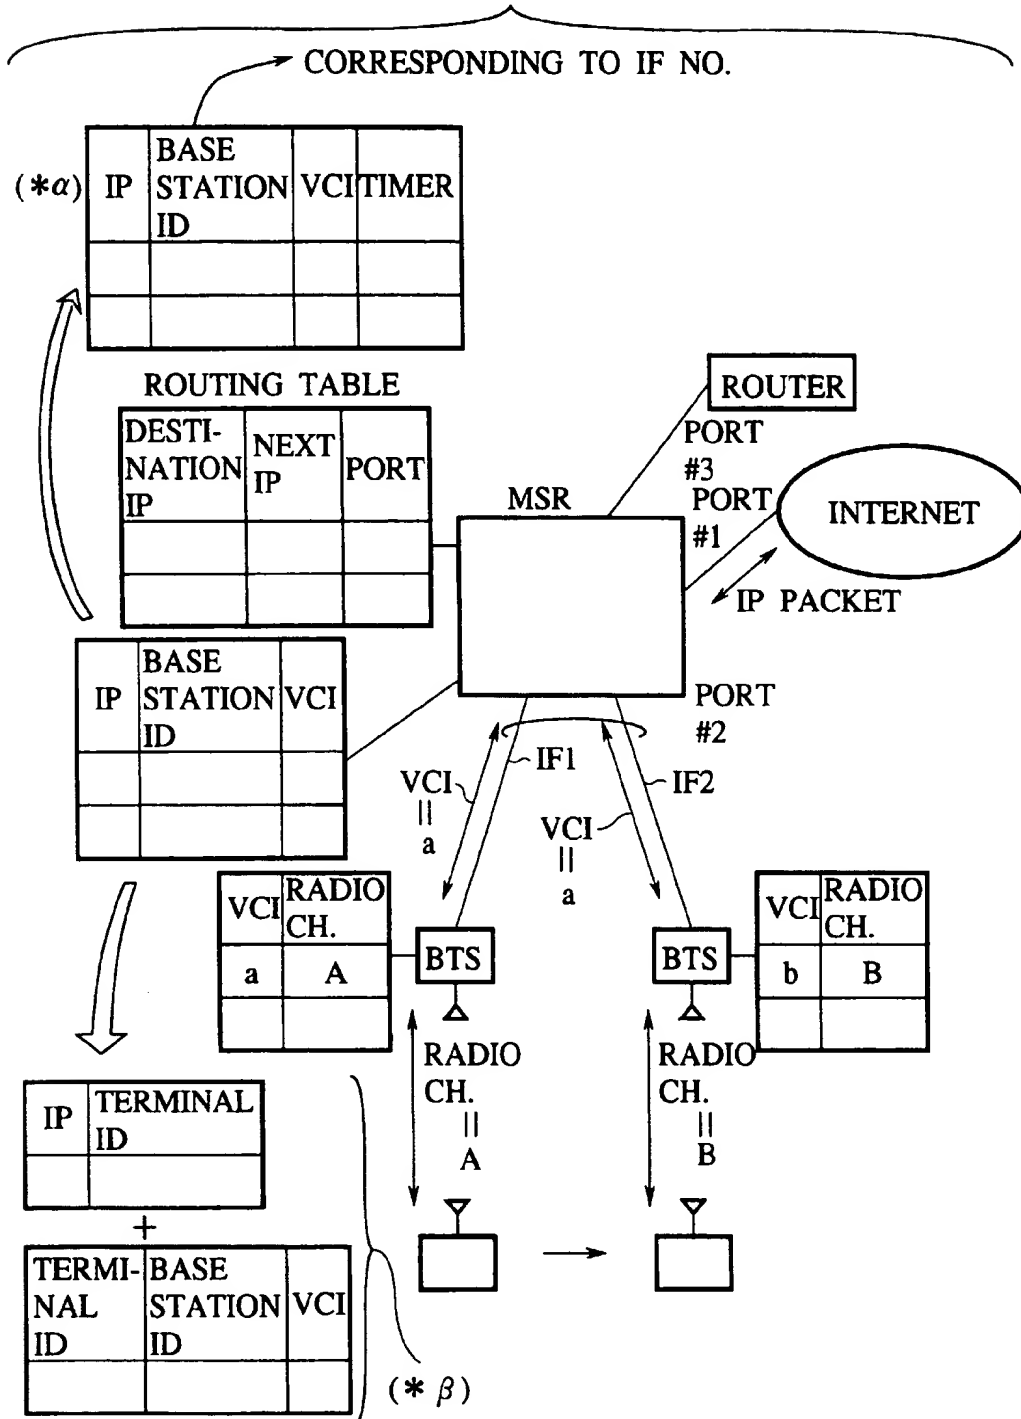 CORRESPONDING TO IF NO.
(*α)
IP
BASE
STATION
ID
VCI
TIMER
ROUTING TABLE
DESTI-
NATION
IP
NEXT
IP
PORT
ROUTER
PORT
#3
MSR
PORT
#1
INTERNET
IP PACKET
IP
BASE
STATION
ID
VCI
PORT
#2
IF1
IF2
VCI
=
a
VCI
=
a
VCI
RADIO
CH.
a
A
BTS
BTS
VCI
RADIO
CH.
b
B
RADIO
CH.
=
A
RADIO
CH.
=
B
IP
TERMINAL
ID
+
TERMI-
NAL
ID
BASE
STATION
ID
VCI
(* β)